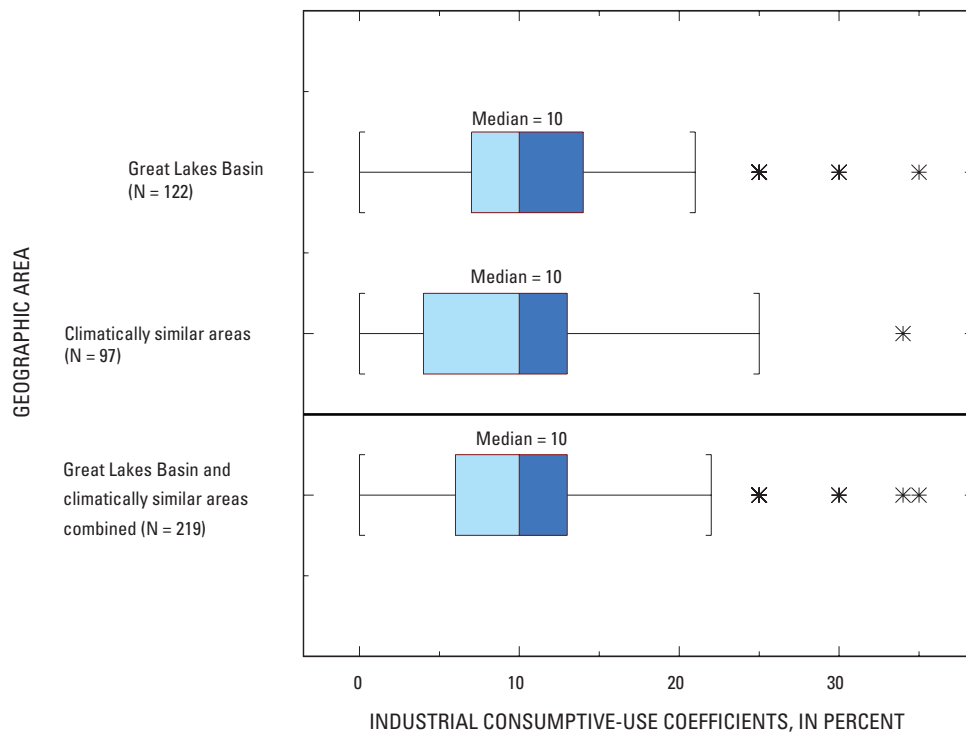 Median = 10
Great Lakes Basin
(N = 122)
Median = 10
Climatically similar areas
(N = 97)
Median = 10
Great Lakes Basin and
climatically similar areas
combined (N = 219)
GEOGRAPHIC AREA
0 10 20 30
INDUSTRIAL CONSUMPTIVE-USE COEFFICIENTS, IN PERCENT